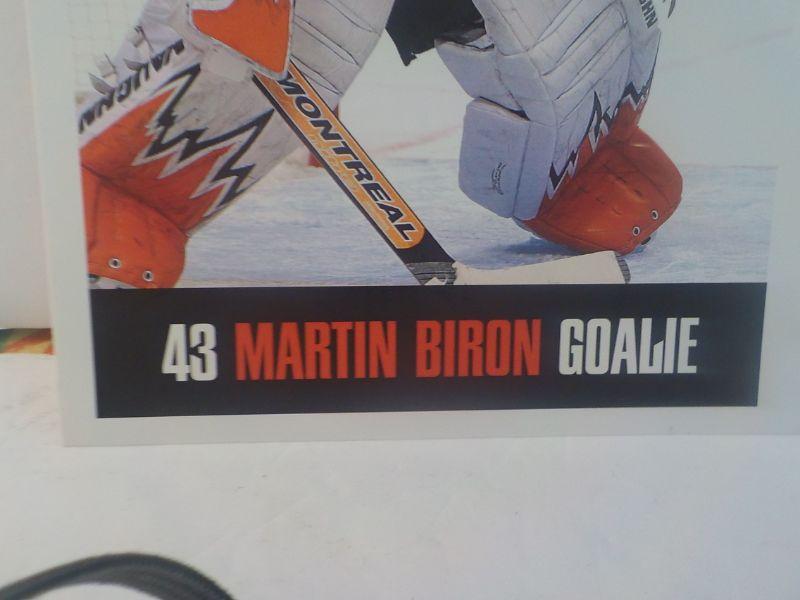 VAUGHN
MONTREAL
43 MARTIN BIRON GOALIE